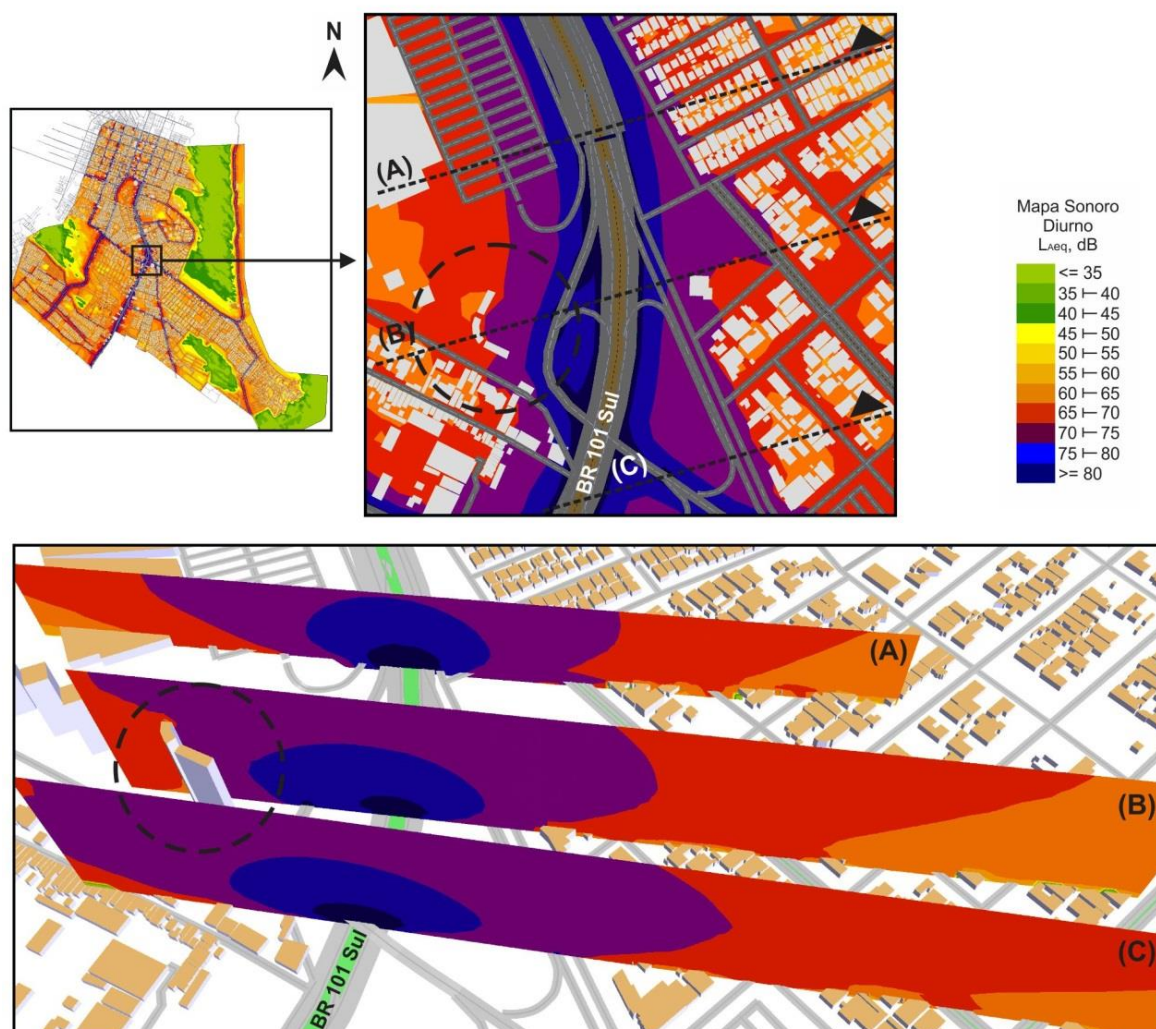 N
(A)
(B)
(C)
BR 101 Sul
Mapa Sonoro
Diurno
LAeq, dB
<= 35
35 ⊢ 40
40 ⊢ 45
45 ⊢ 50
50 ⊢ 55
55 ⊢ 60
60 ⊢ 65
65 ⊢ 70
70 ⊢ 75
75 ⊢ 80
>= 80
(A)
(B)
(C)
BR 101 Sul